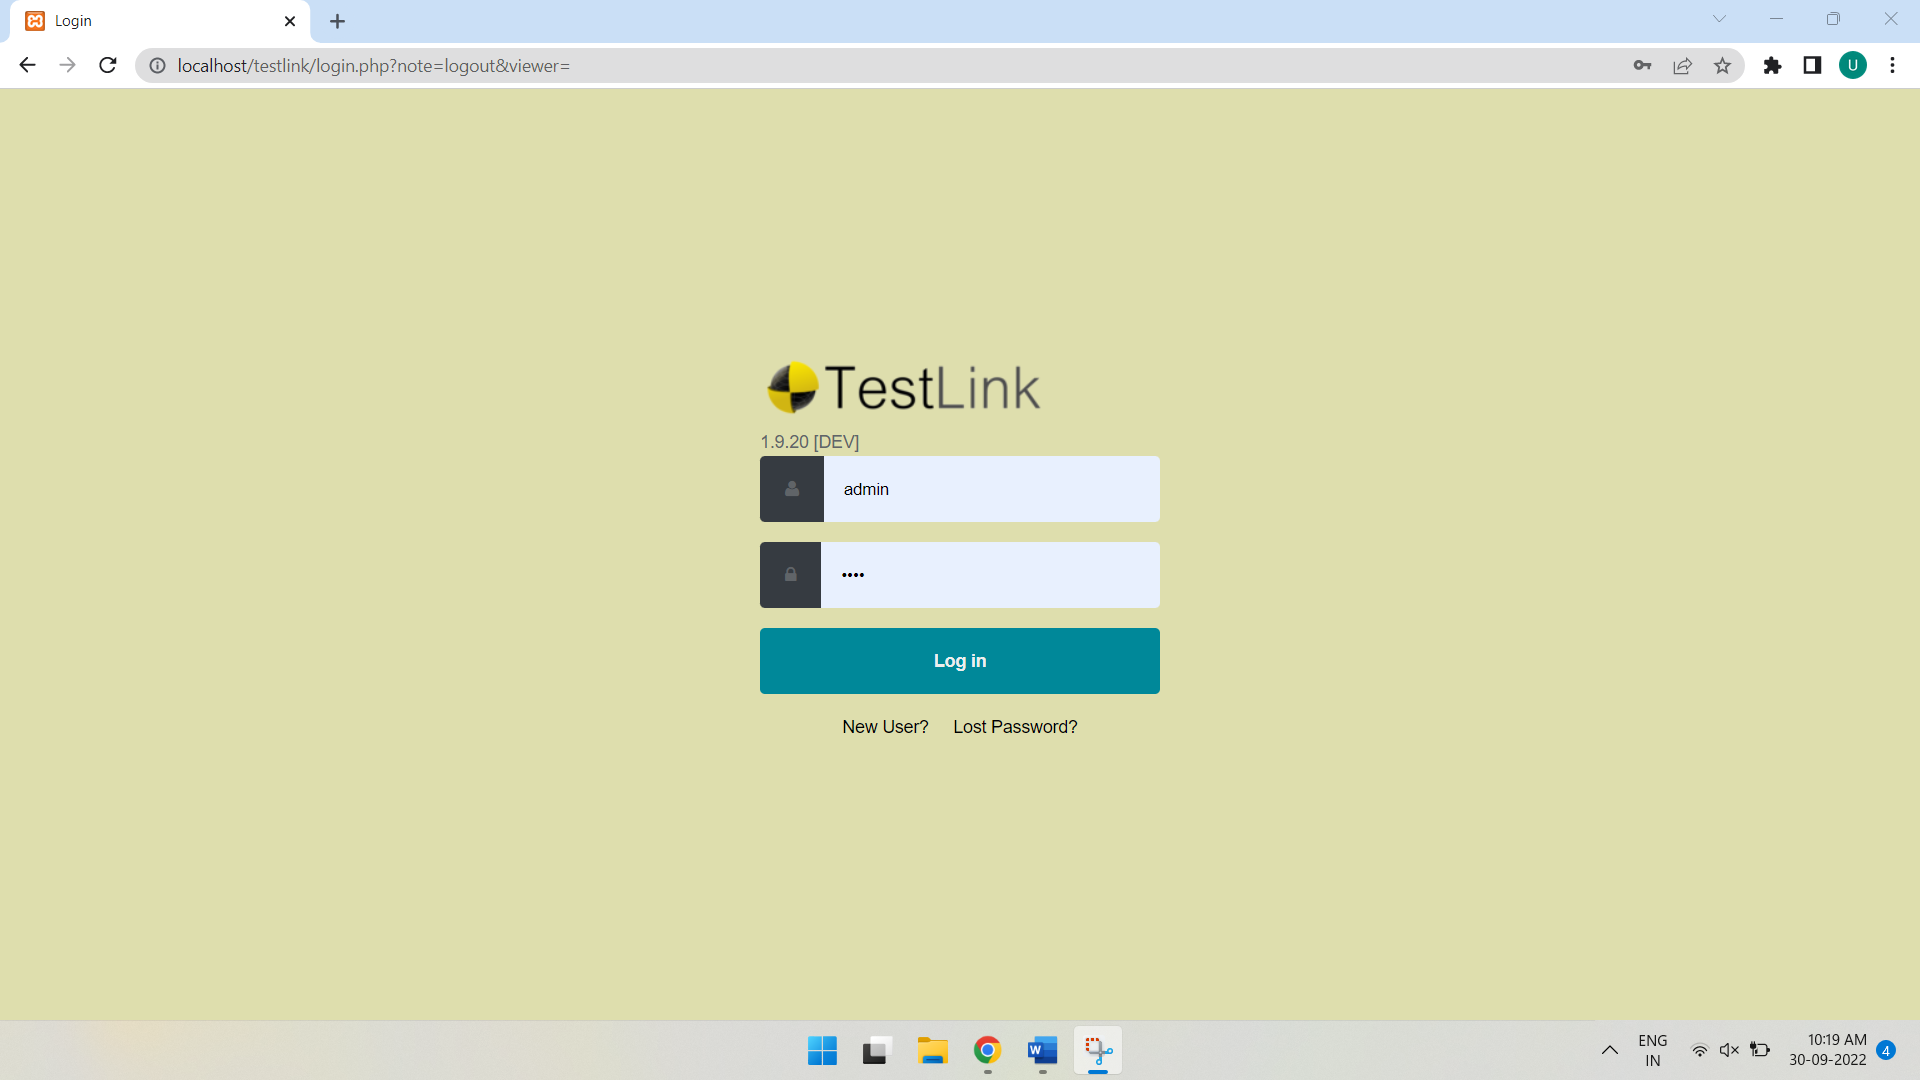 Login
localhost/testlink/login.php?note=logout&viewer=
U
TestLink
1.9.20 [DEV]
admin
••••
Log in
New User? Lost Password?
W
ENG
IN
10:19 AM
30-09-2022
4